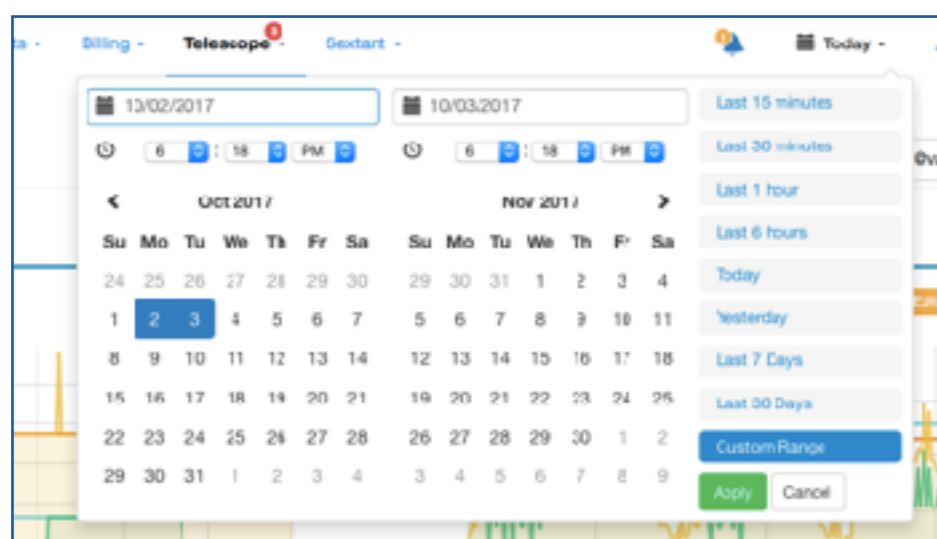 Billing Telescope Sextant Today
10/02/2017 10/03/2017 Last 15 minutes
6 : 18 PM 6 : 18 PM Last 30 minutes
Oct 2017 Nov 2017 Last 1 hour
Su Mo Tu We Th Fr Sa Su Mo Tu We Th Fr Sa Last 6 hours
24 25 26 27 28 29 30 29 30 31 1 2 3 4 Today
1 2 3 4 5 6 7 5 6 7 8 9 10 11 Yesterday
8 9 10 11 12 13 14 12 13 14 15 16 17 18 Last 7 Days
15 16 17 18 19 20 21 19 20 21 22 23 24 25 Last 30 Days
22 23 24 25 26 27 28 26 27 28 29 30 1 2 Custom Range
29 30 31 1 2 3 4 3 4 5 6 7 8 9 Apply Cancel